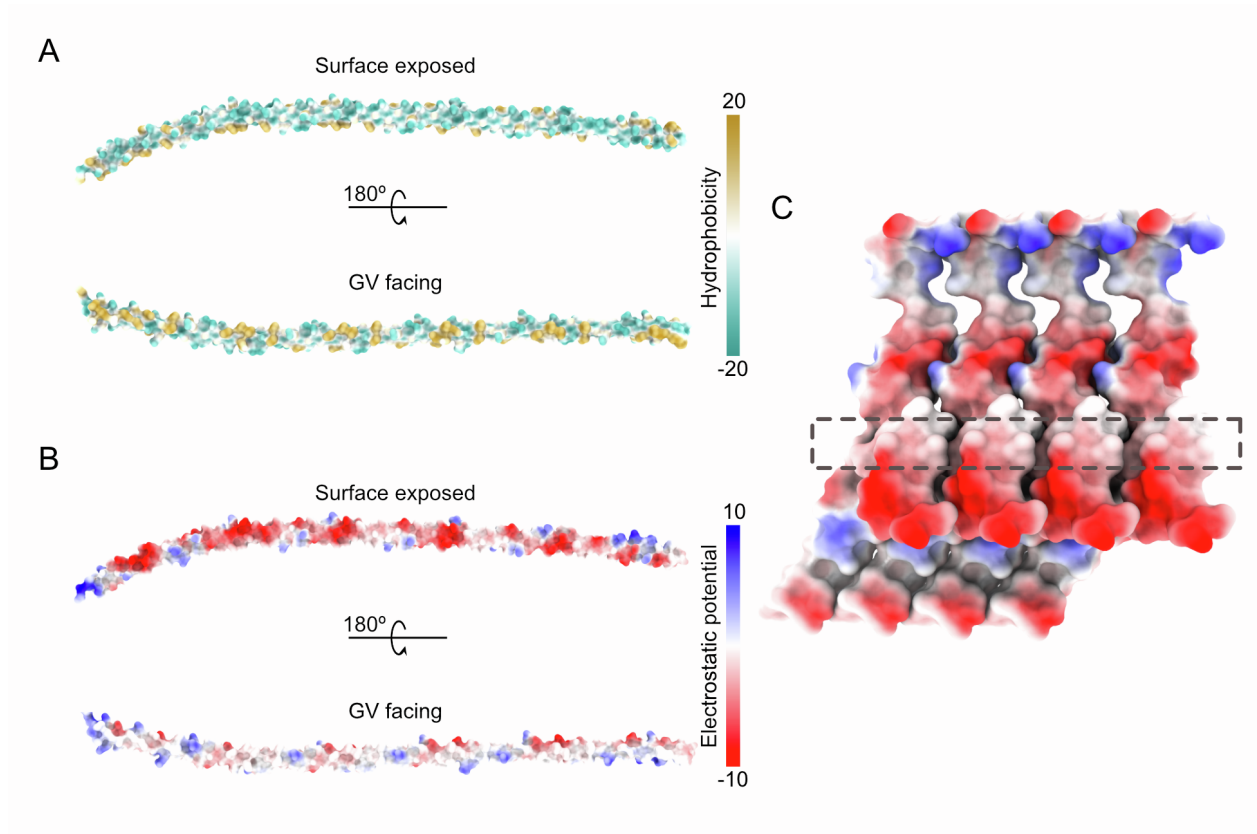 A
Surface exposed
180º
GV facing
20
Hydrophobicity
-20
B
Surface exposed
180º
GV facing
10
Electrostatic potential
-10
C